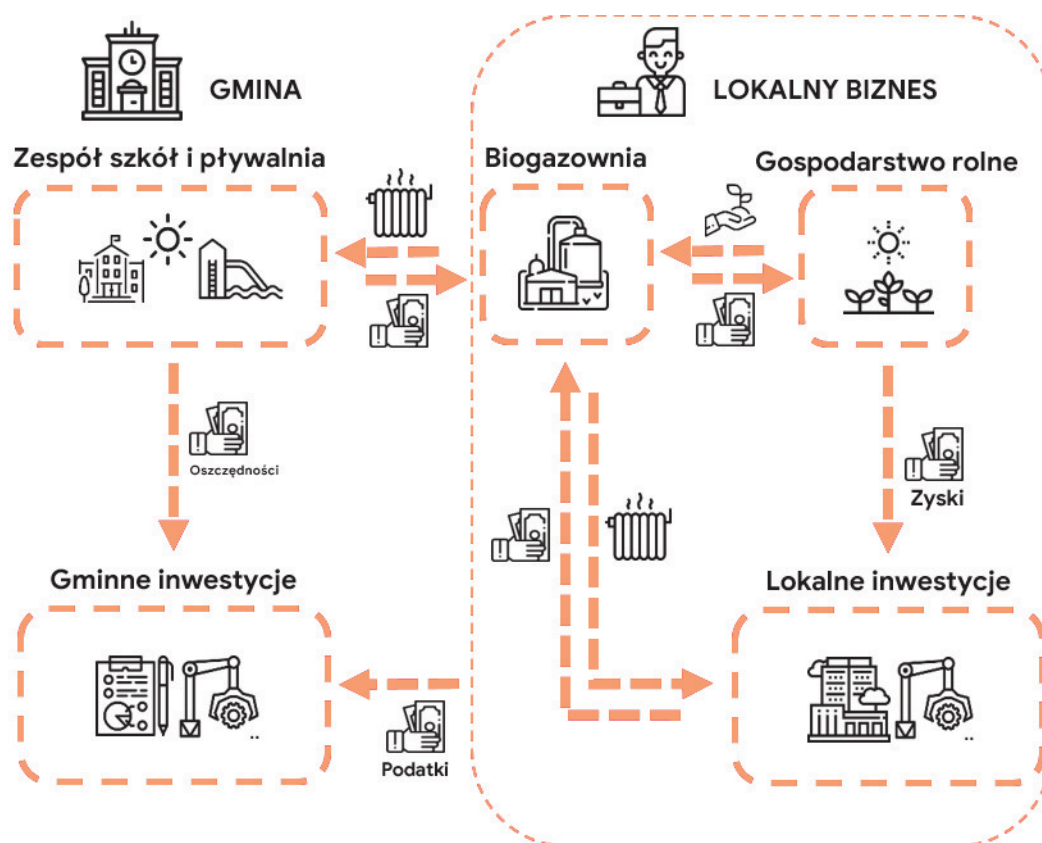 GMINA
LOKALNY BIZNES
Zespół szkół i pływalnia
Biogazownia
Gospodarstwo rolne
Oszczędności
Zyski
Gminne inwestycje
Lokalne inwestycje
Podatki